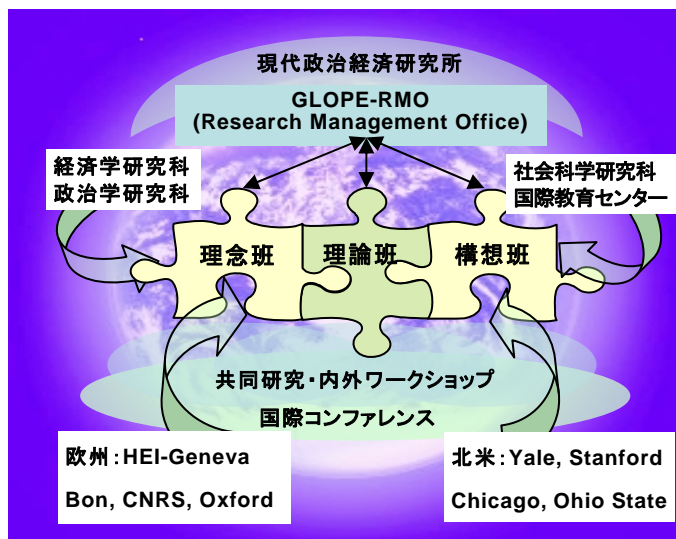 現代政治経済研究所
GLOPE-RMO
(Research Management Office)
経済学研究科
政治学研究科
社会科学研究科
国際教育センター
理念班
理論班
構想班
共同研究・内外ワークショップ
国際コンファレンス
欧州：HEI-Geneva
Bon, CNRS, Oxford
北米：Yale, Stanford
Chicago, Ohio State